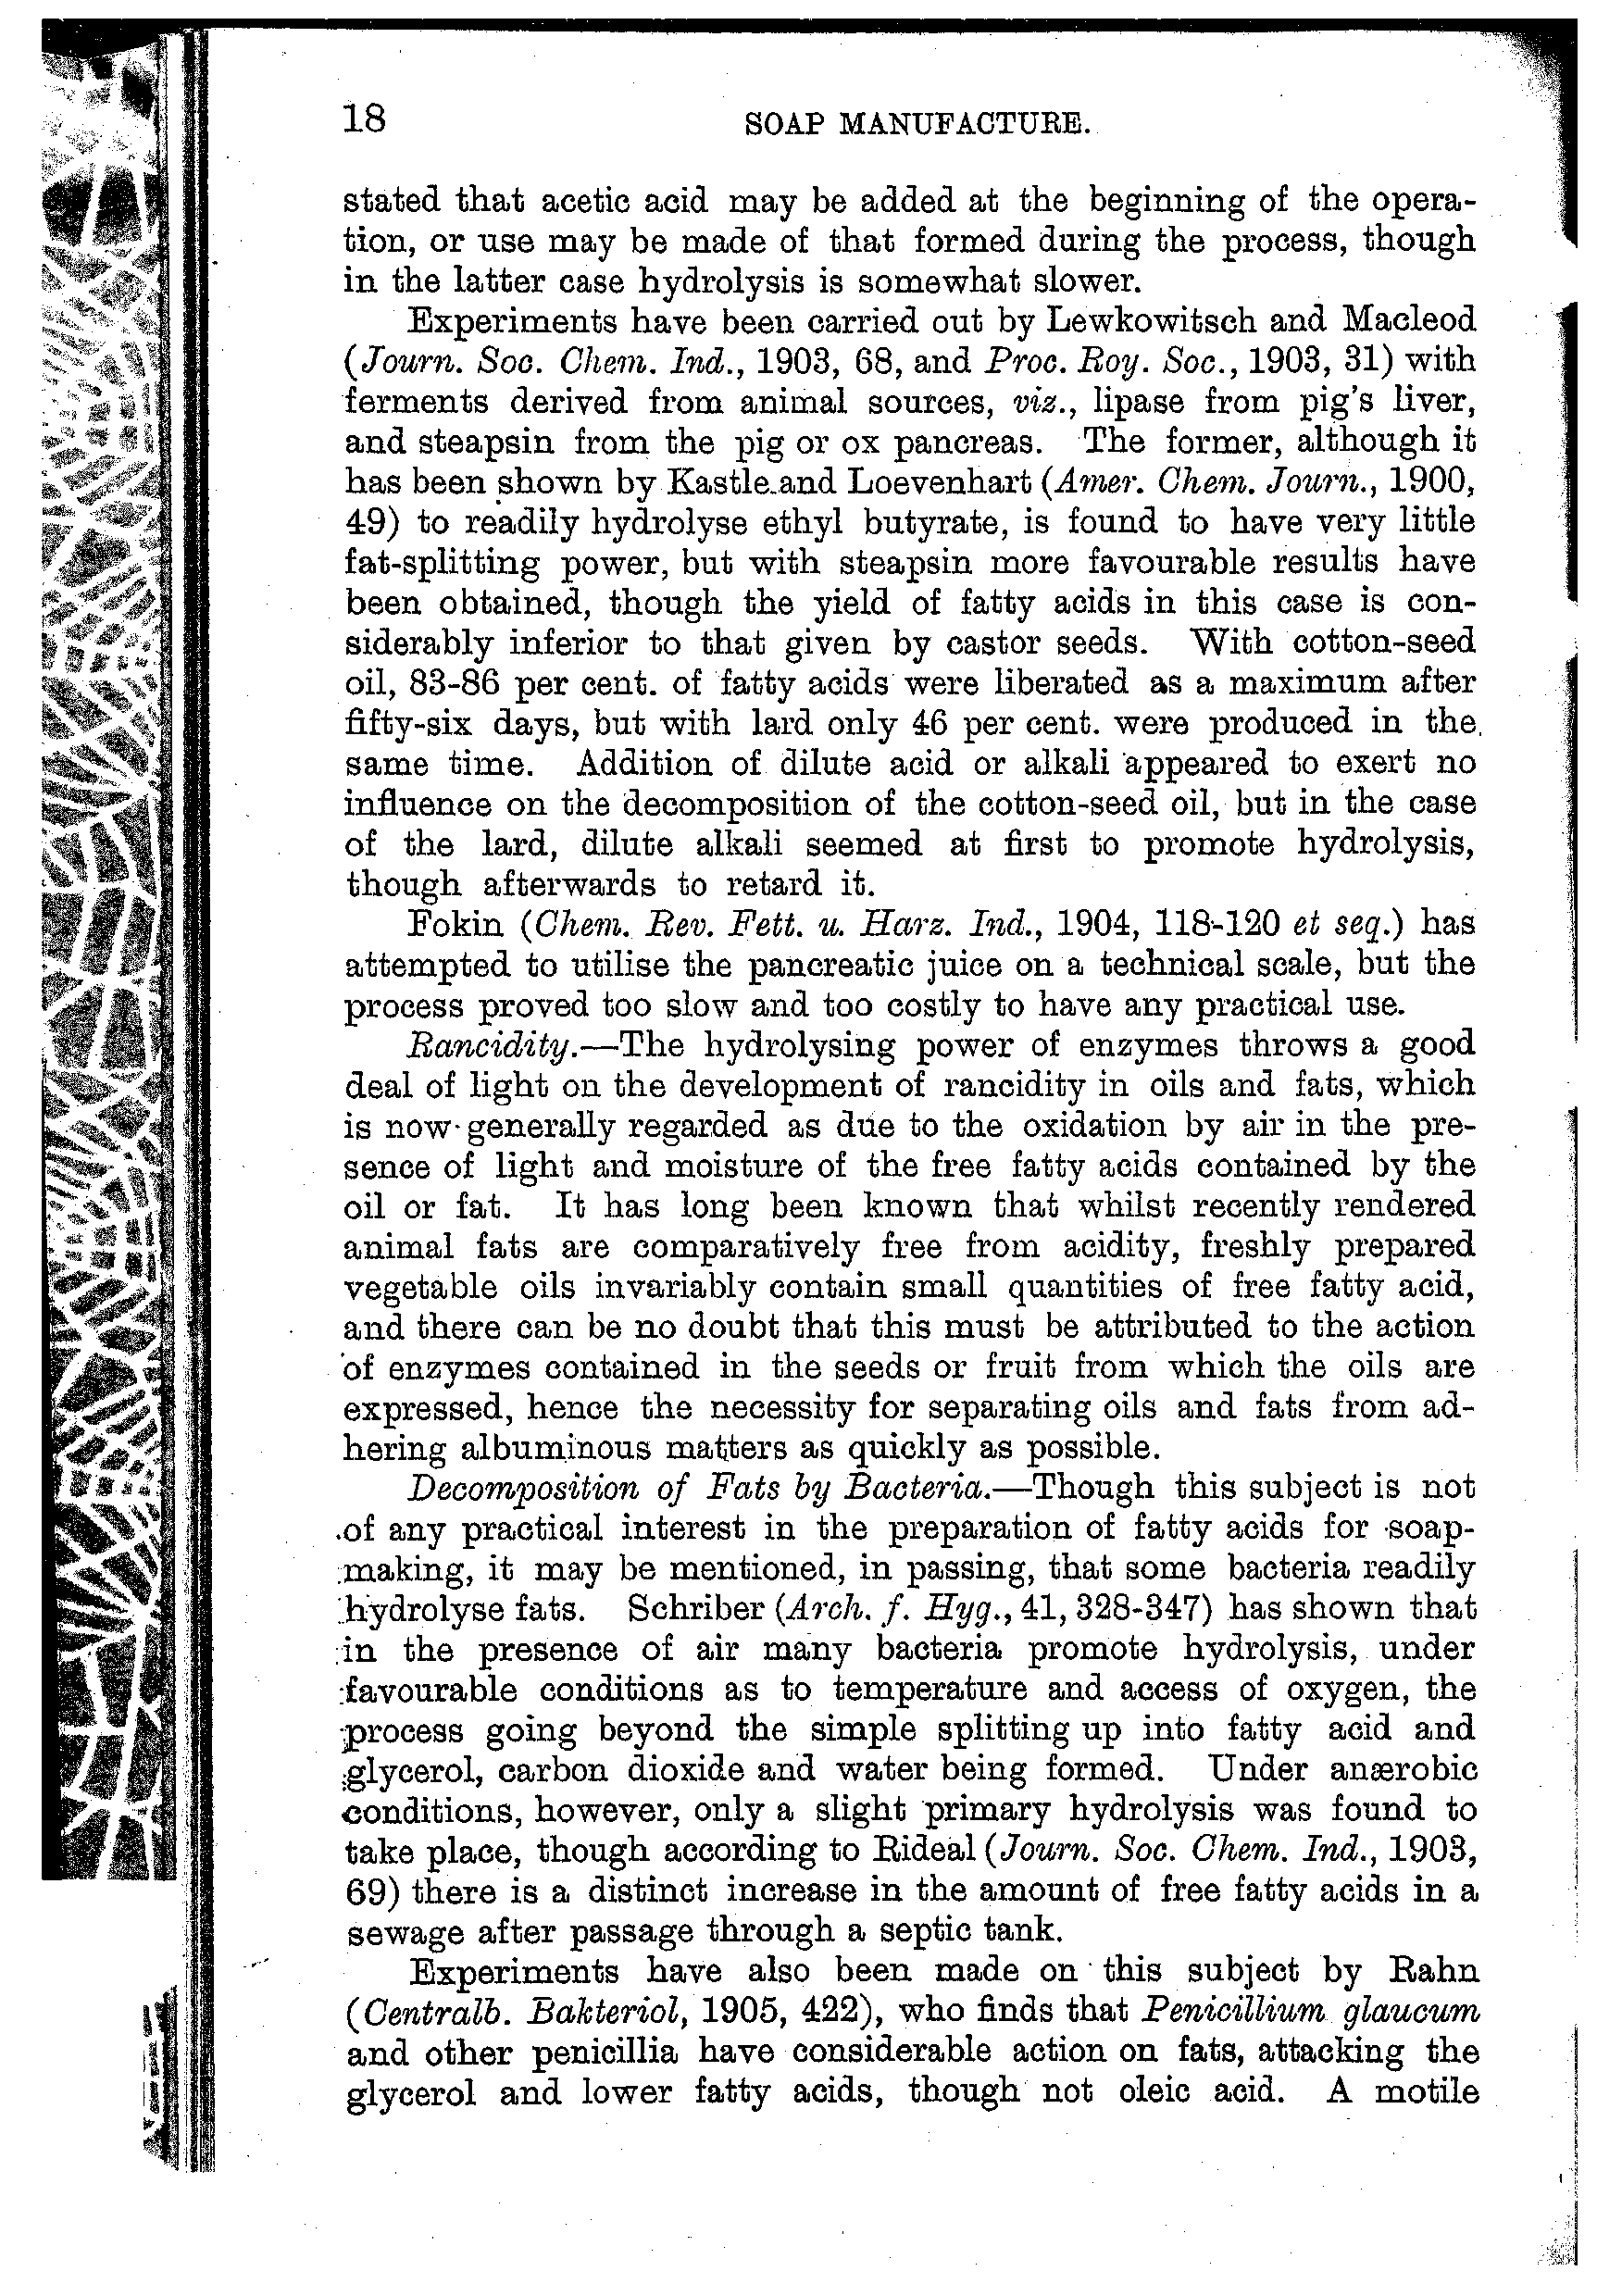 18 SOAP MANUFACTURE.
stated that acetic acid may be added at the beginning of the opera-
tion, or use may be made of that formed during the process, though
in the latter case hydrolysis is somewhat slower.
Experiments have been carried out by Lewkowitsch and Macleod
(Journ. Soc. Chem. Ind., 1903, 68, and Proc. Roy. Soc., 1903, 31) with
ferments derived from animal sources, viz., lipase from pig's liver,
and steapsin from the pig or ox pancreas. The former, although it
has been shown by Kastle and Loevenhart (Amer. Chem. Journ., 1900,
49) to readily hydrolyse ethyl butyrate, is found to have very little
fat-splitting power, but with steapsin more favourable results have
been obtained, though the yield of fatty acids in this case is con-
siderably inferior to that given by castor seeds. With cotton-seed
oil, 83-86 per cent. of fatty acids were liberated as a maximum after
fifty-six days, but with lard only 46 per cent. were produced in the
same time. Addition of dilute acid or alkali appeared to exert no
influence on the decomposition of the cotton-seed oil, but in the case
of the lard, dilute alkali seemed at first to promote hydrolysis,
though afterwards to retard it.
Fokin (Chem. Rev. Fett. u. Harz. Ind., 1904, 118-120 et seq.) has
attempted to utilise the pancreatic juice on a technical scale, but the
process proved too slow and too costly to have any practical use.
Rancidity.—The hydrolysing power of enzymes throws a good
deal of light on the development of rancidity in oils and fats, which
is now generally regarded as due to the oxidation by air in the pre-
sence of light and moisture of the free fatty acids contained by the
oil or fat. It has long been known that whilst recently rendered
animal fats are comparatively free from acidity, freshly prepared
vegetable oils invariably contain small quantities of free fatty acid,
and there can be no doubt that this must be attributed to the action
of enzymes contained in the seeds or fruit from which the oils are
expressed, hence the necessity for separating oils and fats from ad-
hering albuminous matters as quickly as possible.
Decomposition of Fats by Bacteria.—Though this subject is not
of any practical interest in the preparation of fatty acids for soap-
making, it may be mentioned, in passing, that some bacteria readily
hydrolyse fats. Schriber (Arch. f. Hyg., 41, 328-347) has shown that
in the presence of air many bacteria promote hydrolysis, under
favourable conditions as to temperature and access of oxygen, the
process going beyond the simple splitting up into fatty acid and
glycerol, carbon dioxide and water being formed. Under anærobic
conditions, however, only a slight primary hydrolysis was found to
take place, though according to Rideal (Journ. Soc. Chem. Ind., 1903,
69) there is a distinct increase in the amount of free fatty acids in a
sewage after passage through a septic tank.
Experiments have also been made on this subject by Rahn
(Centralb. Bakteriol, 1905, 422), who finds that Penicillium glaucum
and other penicillia have considerable action on fats, attacking the
glycerol and lower fatty acids, though not oleic acid. A motile